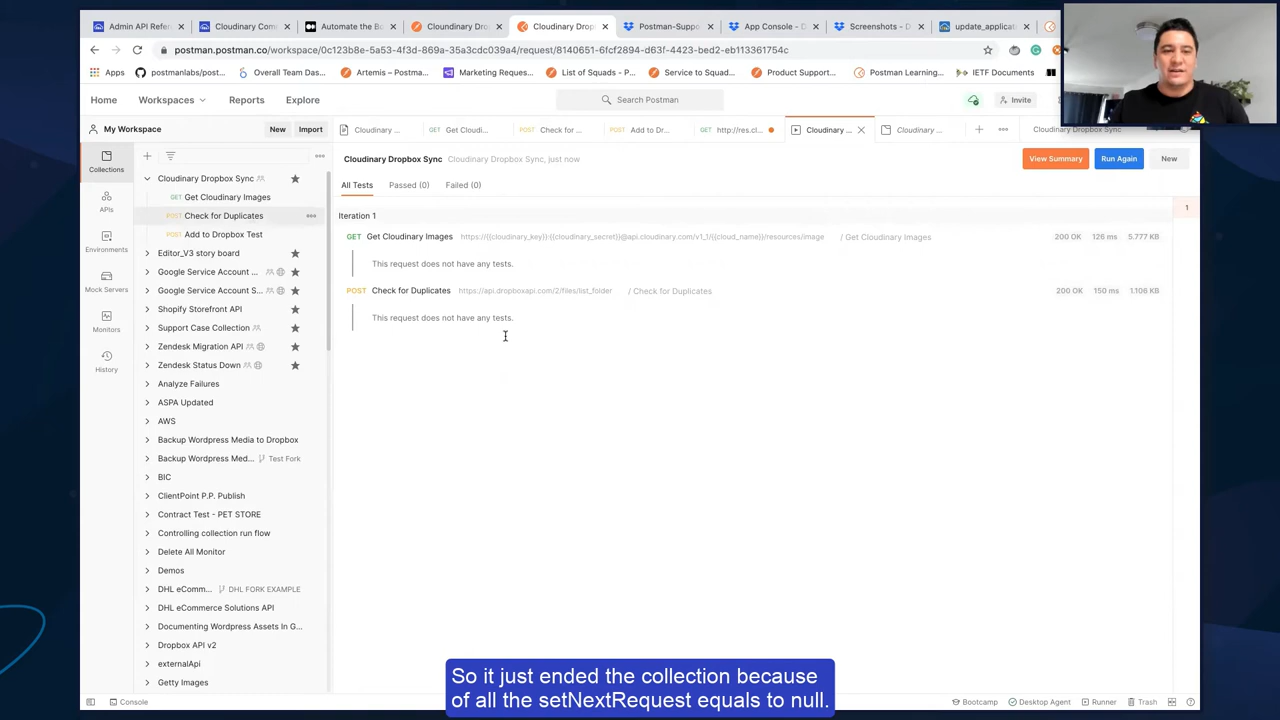 Admin API Refer
Cloudinary Com
Automate the Bo
Cloundinary Drop
Cloudinary Drop
Postman-Suppo
App Console - D
Screenshots - D
update_applicati
postman.postman.co/workspace/0c123b8e-5a53-4f3d-869a-35a3cdc039a4/request/8140651-6fcf2894-d63f-4423-bed2-eb113361754c
Apps
postmanlabs/post...
Overall Team Das...
Artemis – Postma...
Marketing Reques...
List of Squads - P...
Service to Squad...
Product Support...
Postman Learning...
IETF Documents
Home
Workspaces
Reports
Explore
Search Postman
Invite
My Workspace
New
Import
Cloudinary ...
GET Get Cloudi...
POST Check for ...
POST Add to Dr...
GET http://res.cl...
Cloudinary ...
Cloudinary ...
Cloudinary Dropbox Sync
Collections
APIs
Environments
Mock Servers
Monitors
History
Cloudinary Dropbox Sync
GET Get Cloudinary Images
POST Check for Duplicates
POST Add to Dropbox Test
Editor_V3 story board
Google Service Account ...
Google Service Account S...
Shopify Storefront API
Support Case Collection
Zendesk Migration API
Zendesk Status Down
Analyze Failures
ASPA Updated
AWS
Backup Wordpress Media to Dropbox
Backup Wordpress Med... Test Fork
BIC
ClientPoint P.P. Publish
Contract Test - PET STORE
Controlling collection run flow
Delete All Monitor
Demos
DHL eComm... DHL FORK EXAMPLE
DHL eCommerce Solutions API
Documenting Wordpress Assets In G...
Dropbox API v2
externalApi
Getty Images
Cloudinary Dropbox Sync Cloudinary Dropbox Sync, just now
View Summary
Run Again
New
All Tests
Passed (0)
Failed (0)
Iteration 1
1
GET Get Cloudinary Images https://{{cloudinary_key}}:{{cloudinary_secret}}@api.cloudinary.com/v1_1/{{cloud_name}}/resources/image / Get Cloudinary Images 200 OK 126 ms 5.777 KB
This request does not have any tests.
POST Check for Duplicates https://api.dropboxapi.com/2/files/list_folder / Check for Duplicates 200 OK 150 ms 1.106 KB
This request does not have any tests.
Console
Bootcamp
Desktop Agent
Runner
Trash
So it just ended the collection because
of all the setNextRequest equals to null.